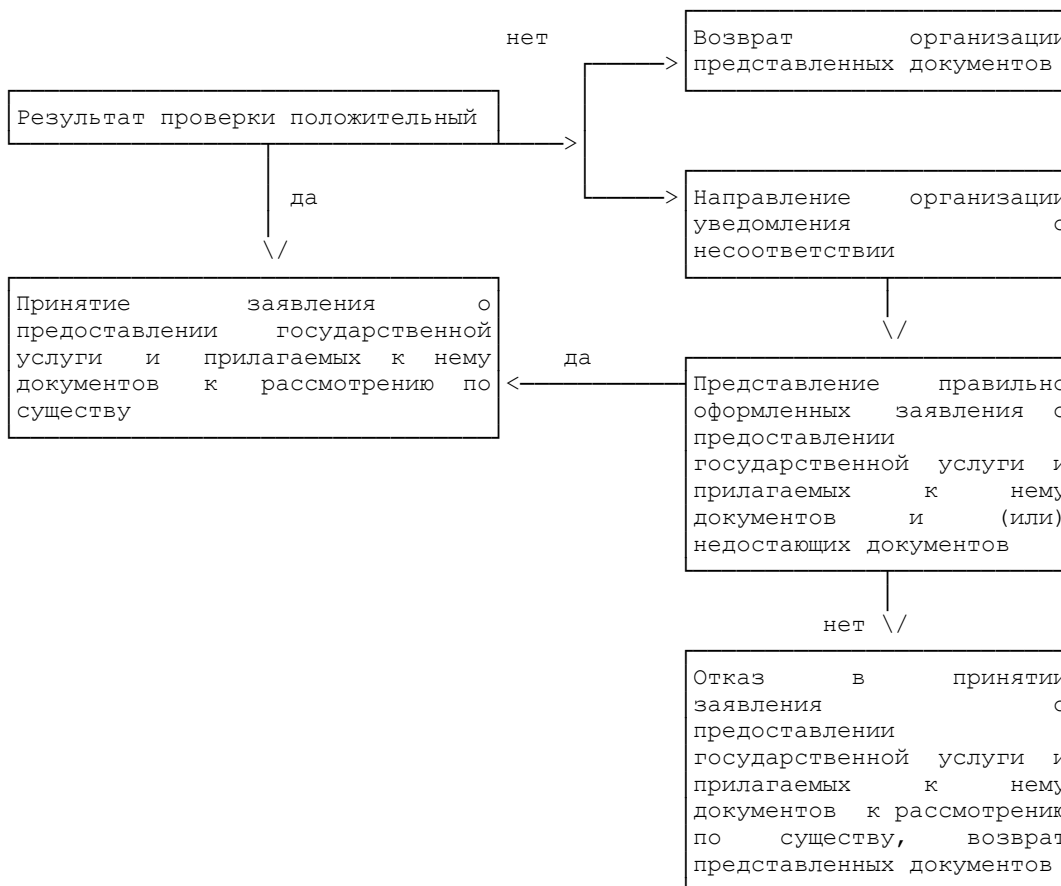 нет
Возврат организации
представленных документов
Результат проверки положительный
да
Направление организации
уведомления о
несоответствии
Принятие заявления о
предоставлении государственной
услуги и прилагаемых к нему
документов к рассмотрению по
существу
да
Представление правильно
оформленных заявления о
предоставлении
государственной услуги и
прилагаемых к нему
документов и (или)
недостающих документов
нет
Отказ в принятии
заявления о
предоставлении
государственной услуги и
прилагаемых к нему
документов к рассмотрению
по существу, возврат
представленных документов